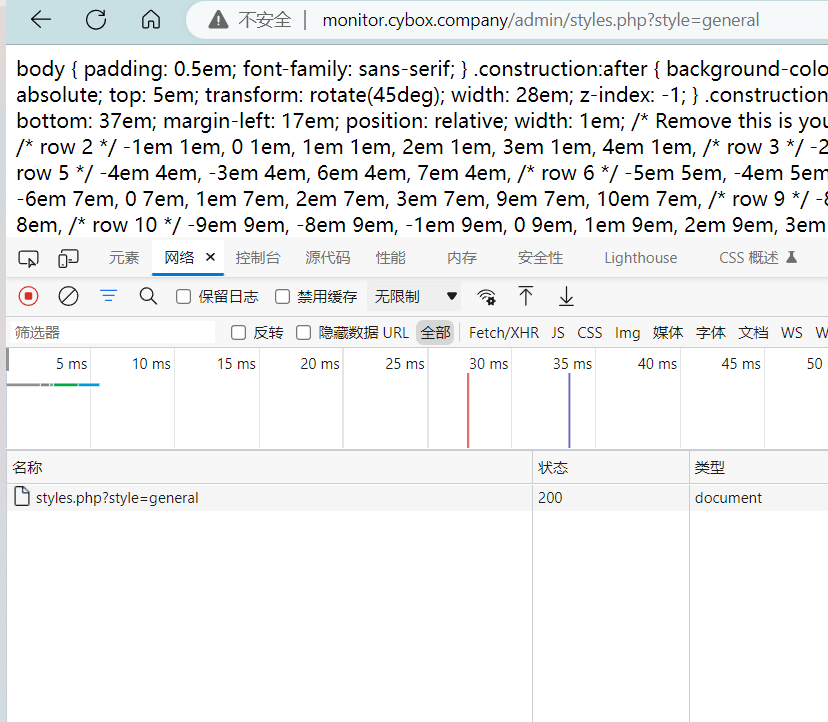 不安全 | monitor.cybox.company/admin/styles.php?style=general
body { padding: 0.5em; font-family: sans-serif; } .construction:after { background-colo
absolute; top: 5em; transform: rotate(45deg); width: 28em; z-index: -1; } .construction
bottom: 37em; margin-left: 17em; position: relative; width: 1em; /* Remove this is you
/* row 2 */ -1em 1em, 0 1em, 1em 1em, 2em 1em, 3em 1em, 4em 1em, /* row 3 */ -2
row 5 */ -4em 4em, -3em 4em, 6em 4em, 7em 4em, /* row 6 */ -5em 5em, -4em 5em
-6em 7em, 0 7em, 1em 7em, 2em 7em, 3em 7em, 9em 7em, 10em 7em, /* row 9 */ -8
8em, /* row 10 */ -9em 9em, -8em 9em, -1em 9em, 0 9em, 1em 9em, 2em 9em, 3em
元素 网络 × 控制台 源代码 性能 内存 安全性 Lighthouse CSS 概述
保留日志 禁用缓存 无限制
筛选器 反转 隐藏数据 URL 全部 Fetch/XHR JS CSS Img 媒体 字体 文档 WS W
5 ms 10 ms 15 ms 20 ms 25 ms 30 ms 35 ms 40 ms 45 ms 50
名称 状态 类型
styles.php?style=general 200 document